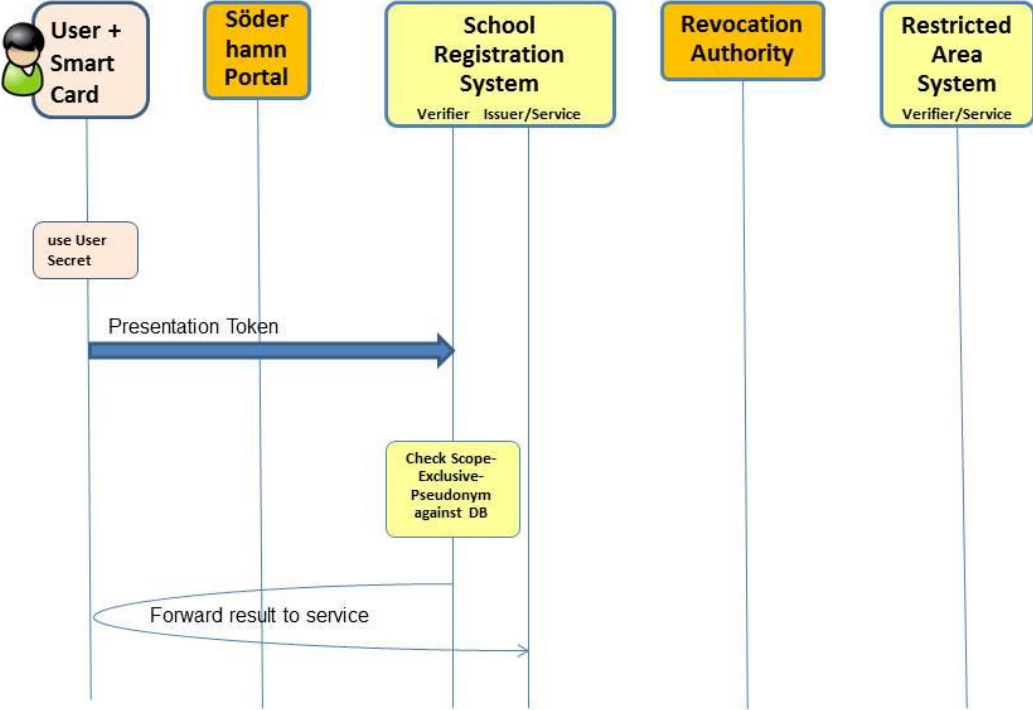 User +
Smart
Card
Söder
hamn
Portal
School
Registration
System
Verifier Issuer/Service
Revocation
Authority
Restricted
Area
System
Verifier/Service
use User
Secret
Presentation Token
Check Scope-
Exclusive-
Pseudonym
against DB
Forward result to service